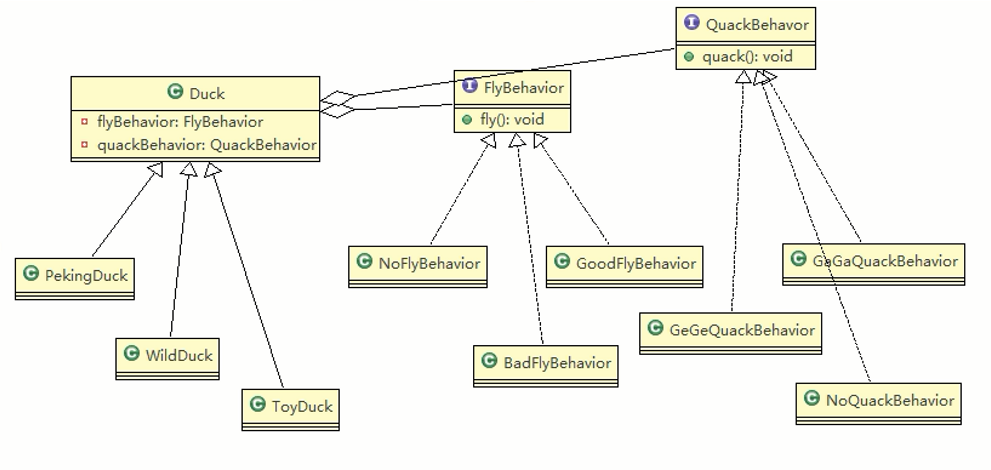 QuackBehavor
quack(): void
Duck
flyBehavior: FlyBehavior
quackBehavior: QuackBehavior
FlyBehavior
fly(): void
PekingDuck
WildDuck
ToyDuck
NoFlyBehavior
GoodFlyBehavior
BadFlyBehavior
GaGaQuackBehavior
GeGeQuackBehavior
NoQuackBehavior